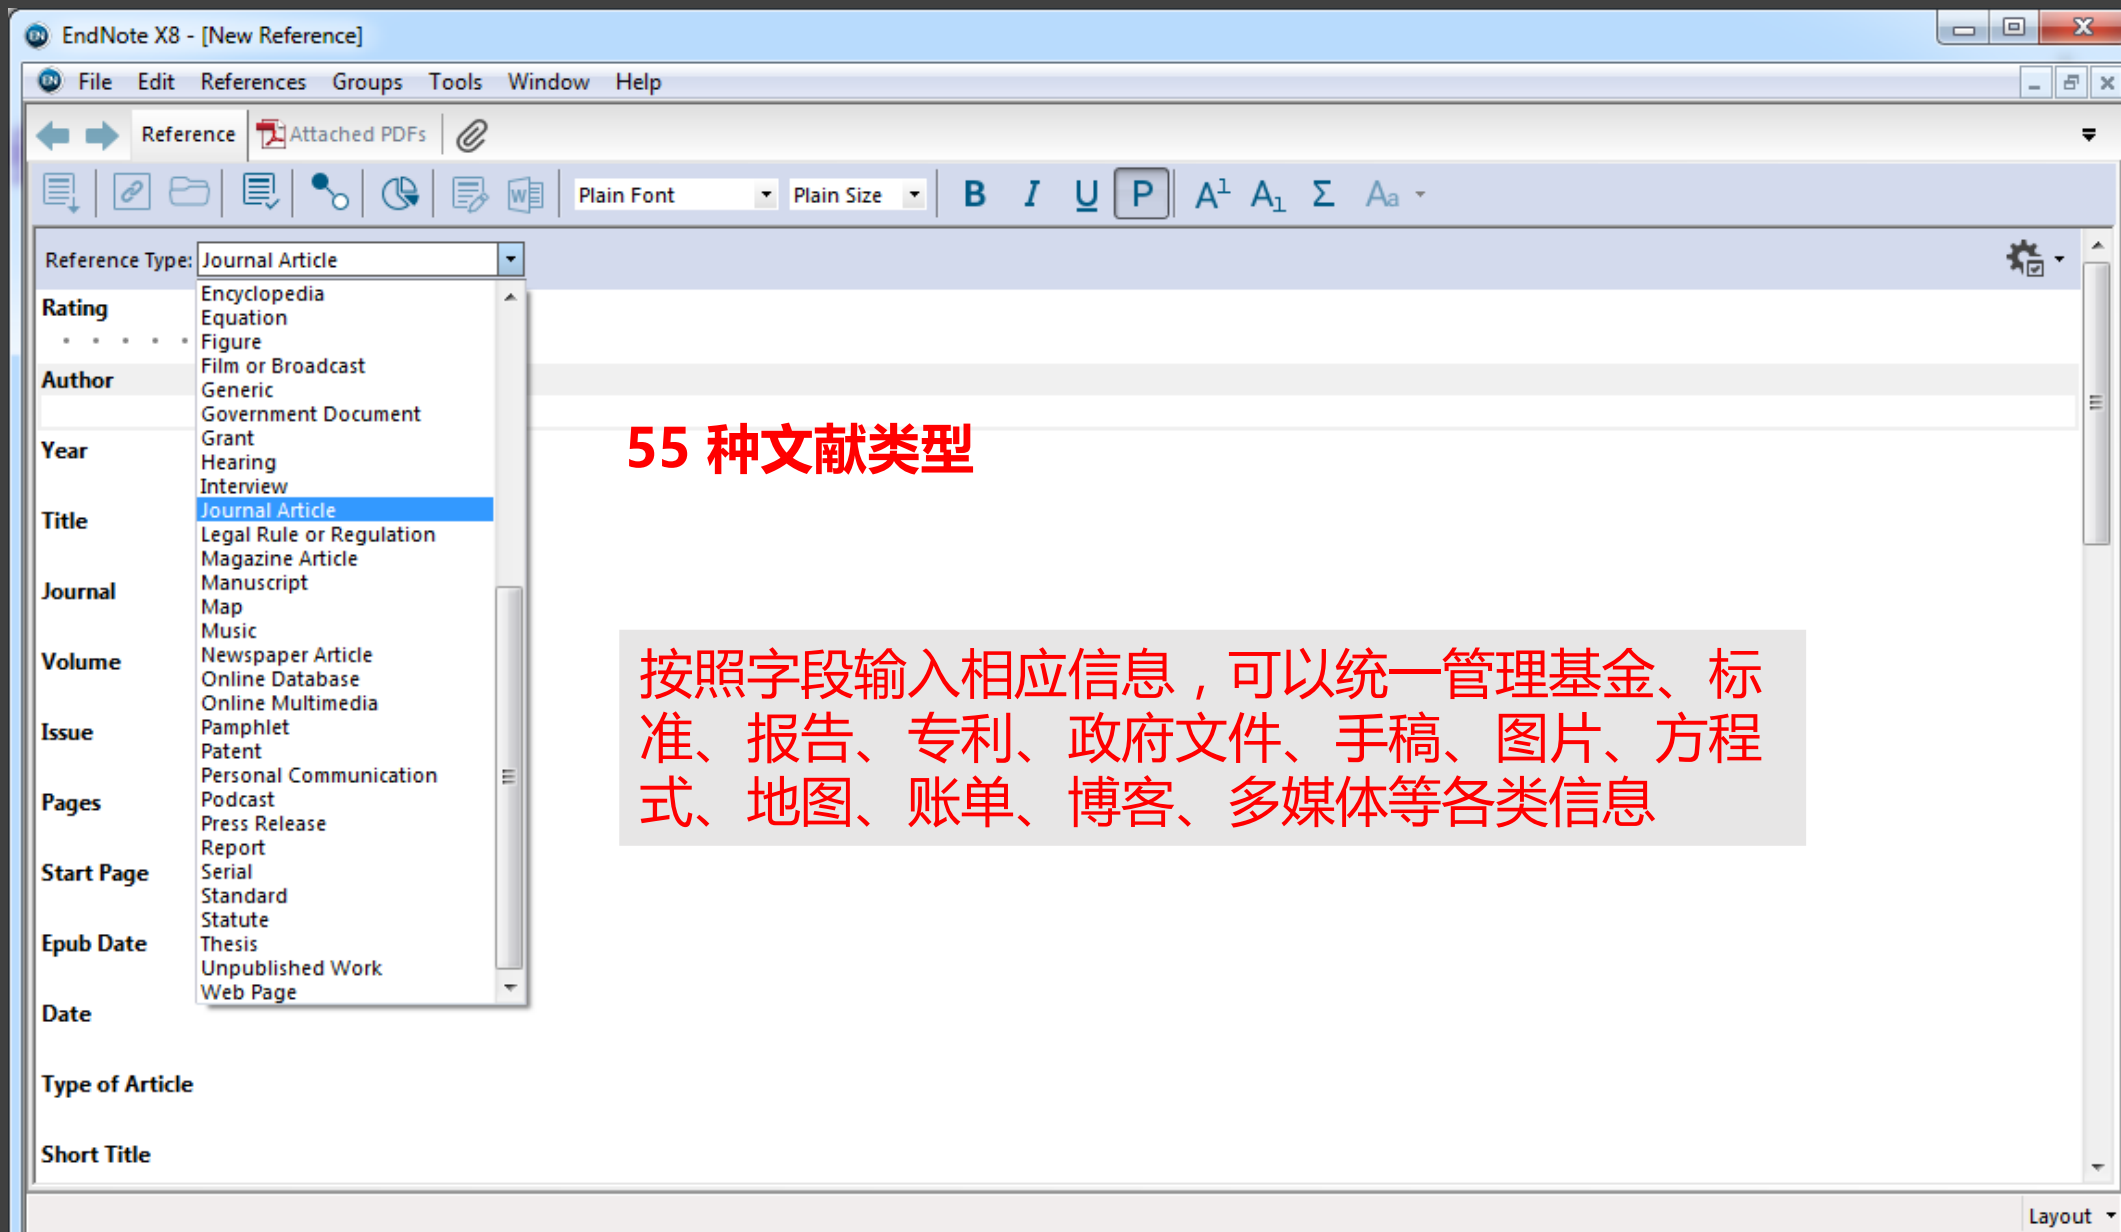 EndNote X8 - [New Reference]
File Edit References Groups Tools Window Help
Reference Attached PDFs
Plain Font Plain Size B I U P A1 A1 Σ Aa
Reference Type: Journal Article
Rating
Author
Year
Title
Journal
Volume
Issue
Pages
Start Page
Epub Date
Date
Type of Article
Short Title
Encyclopedia
Equation
Figure
Film or Broadcast
Generic
Government Document
Grant
Hearing
Interview
Journal Article
Legal Rule or Regulation
Magazine Article
Manuscript
Map
Music
Newspaper Article
Online Database
Online Multimedia
Pamphlet
Patent
Personal Communication
Podcast
Press Release
Report
Serial
Standard
Statute
Thesis
Unpublished Work
Web Page
55 种文献类型
按照字段输入相应信息，可以统一管理基金、标
准、报告、专利、政府文件、手稿、图片、方程
式、地图、账单、博客、多媒体等各类信息
Layout